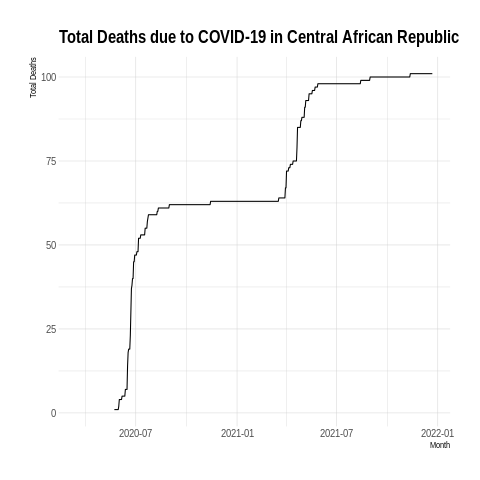 Total Deaths due to COVID-19 in Central African Republic
Total Deaths
100
75
50
25
0
2020-07 2021-01 2021-07 2022-01
Month